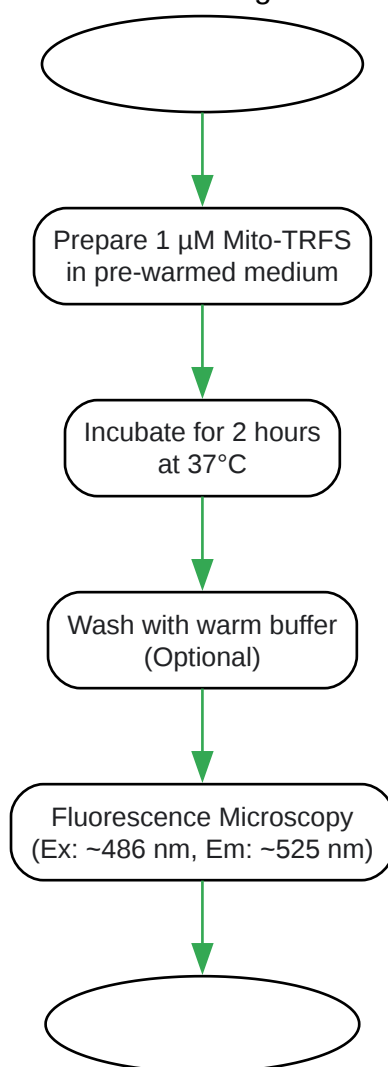 Prepare 1 µM Mito-TRFS
in pre-warmed medium
Incubate for 2 hours
at 37°C
Wash with warm buffer
(Optional)
Fluorescence Microscopy
(Ex: ~486 nm, Em: ~525 nm)